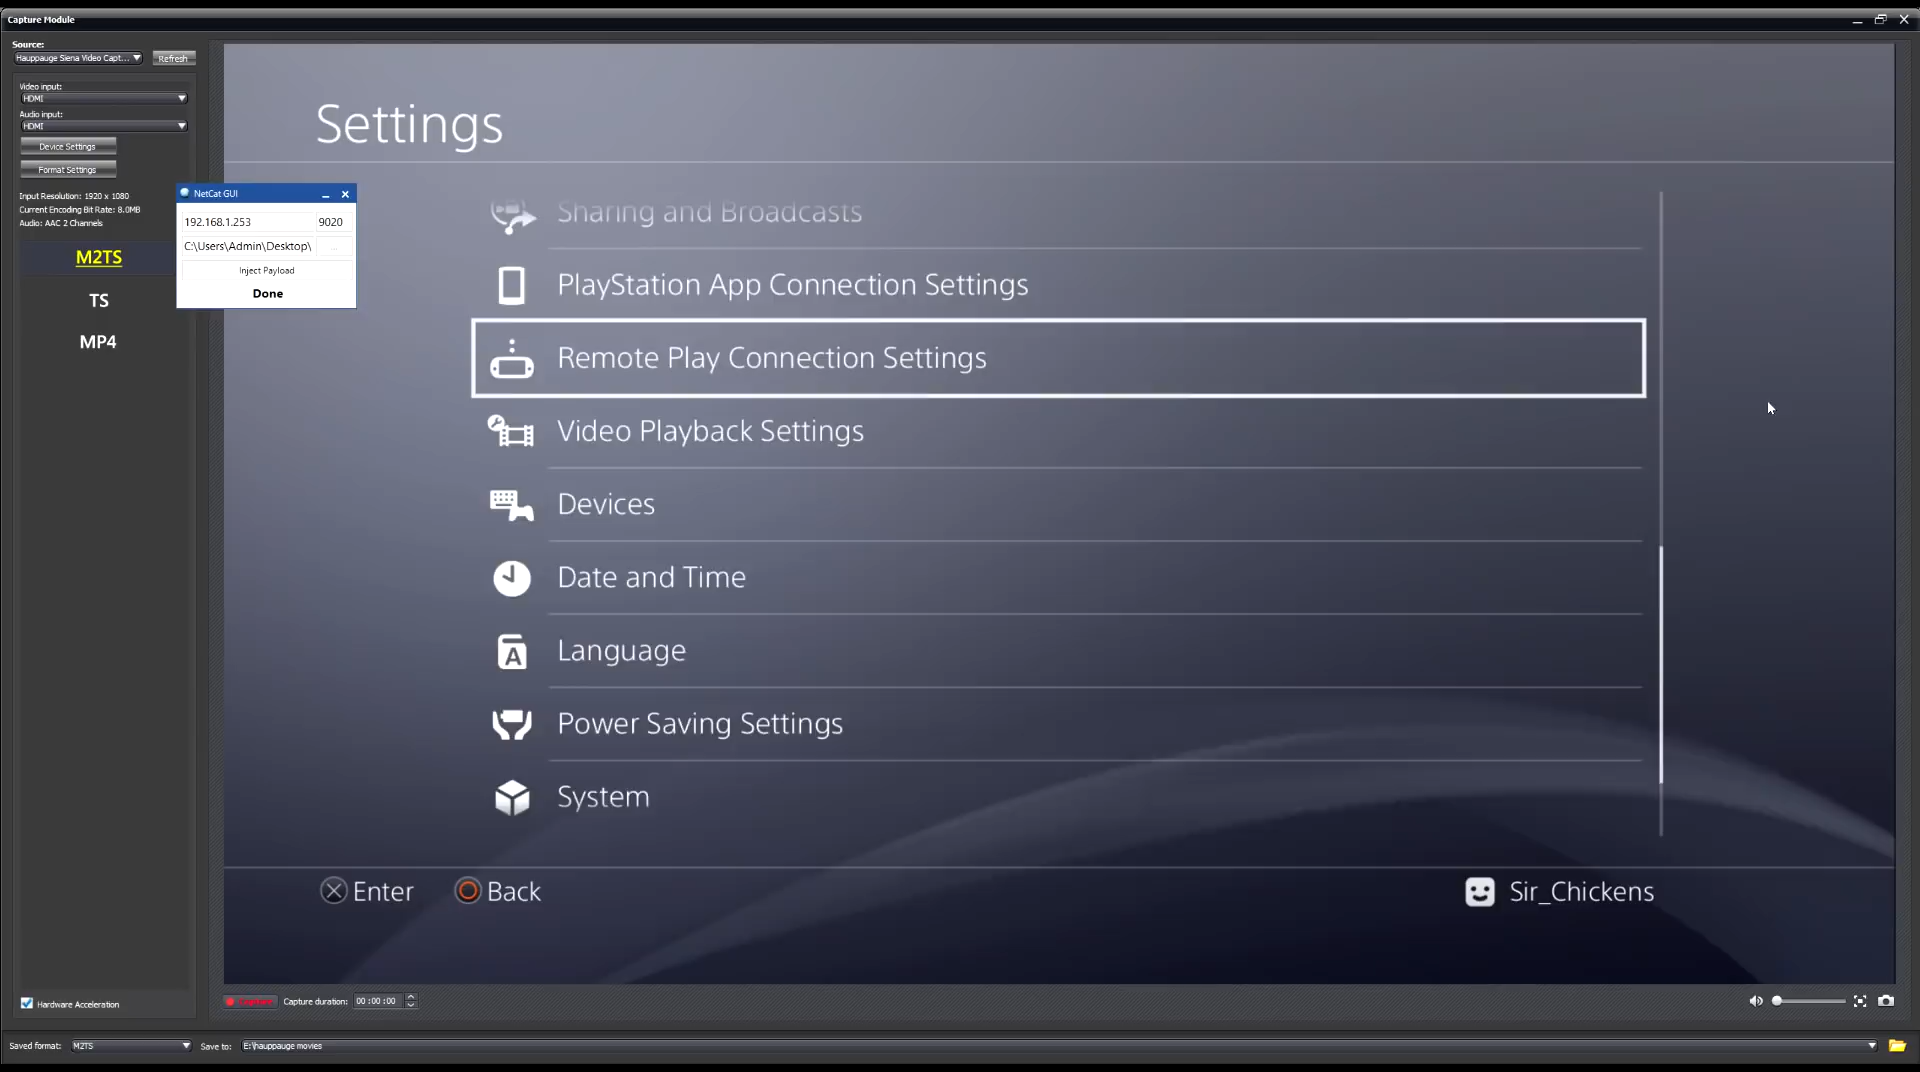 Capture Module
Source:
Hauppauge Siena Video Capt...
Refresh
Video input:
HDMI
Audio input:
HDMI
Device Settings
Format Settings
Input Resolution: 1920 x 1080
Current Encoding Bit Rate: 8.0MB
Audio: AAC 2 Channels
M2TS
TS
MP4
NetCat GUI
192.168.1.253
9020
C:\Users\Admin\Desktop\
...
Inject Payload
Done
Settings
Sharing and Broadcasts
PlayStation App Connection Settings
Remote Play Connection Settings
Video Playback Settings
Devices
Date and Time
Language
Power Saving Settings
System
Enter
Back
Sir_Chickens
Hardware Acceleration
Capture
Capture duration:
00:00:00
Saved format:
M2TS
Save to:
E:\hauppauge movies